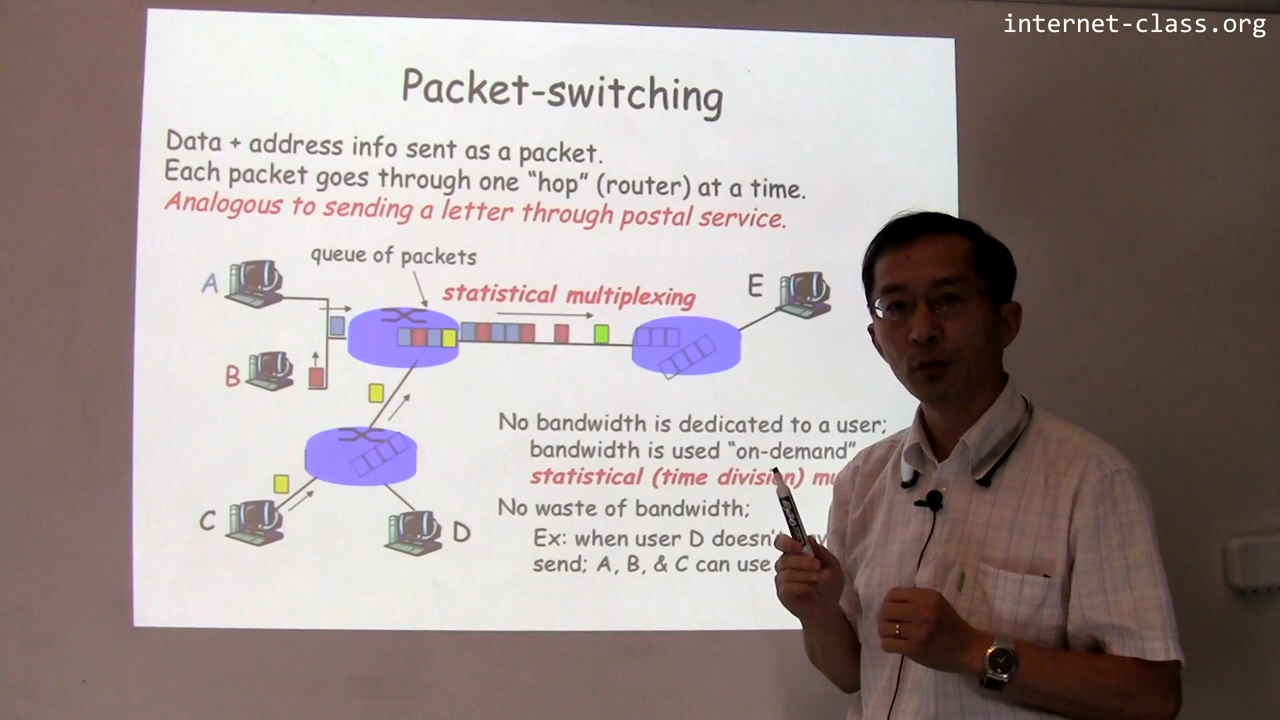 internet-class.org
Packet-switching
Data + address info sent as a packet.
Each packet goes through one “hop” (router) at a time.
Analogous to sending a letter through postal service.
queue of packets
A
statistical multiplexing
E
B
No bandwidth is dedicated to a user;
bandwidth is used “on-demand”
statistical (time division)
No waste of bandwidth;
C
D
Ex: when user D doesn't
send; A, B, & C can use
EXPO